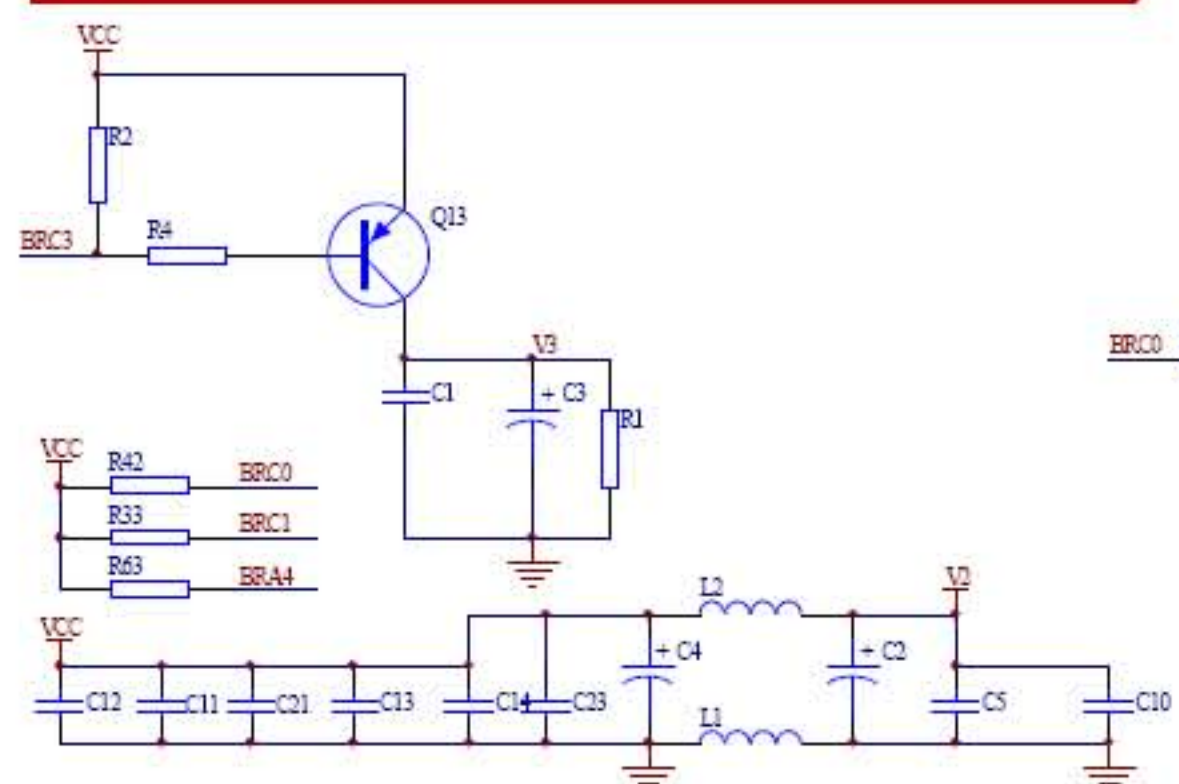 VCC
R2
Q13
BRC3
R4
V3
BRC0
C1
+ C3
R1
VCC
R42
BRC0
R33
BRC1
R63
BRA4
L2
V2
VCC
+ C4
+ C2
C12
C11
C21
C13
C14
C23
C5
C10
L1